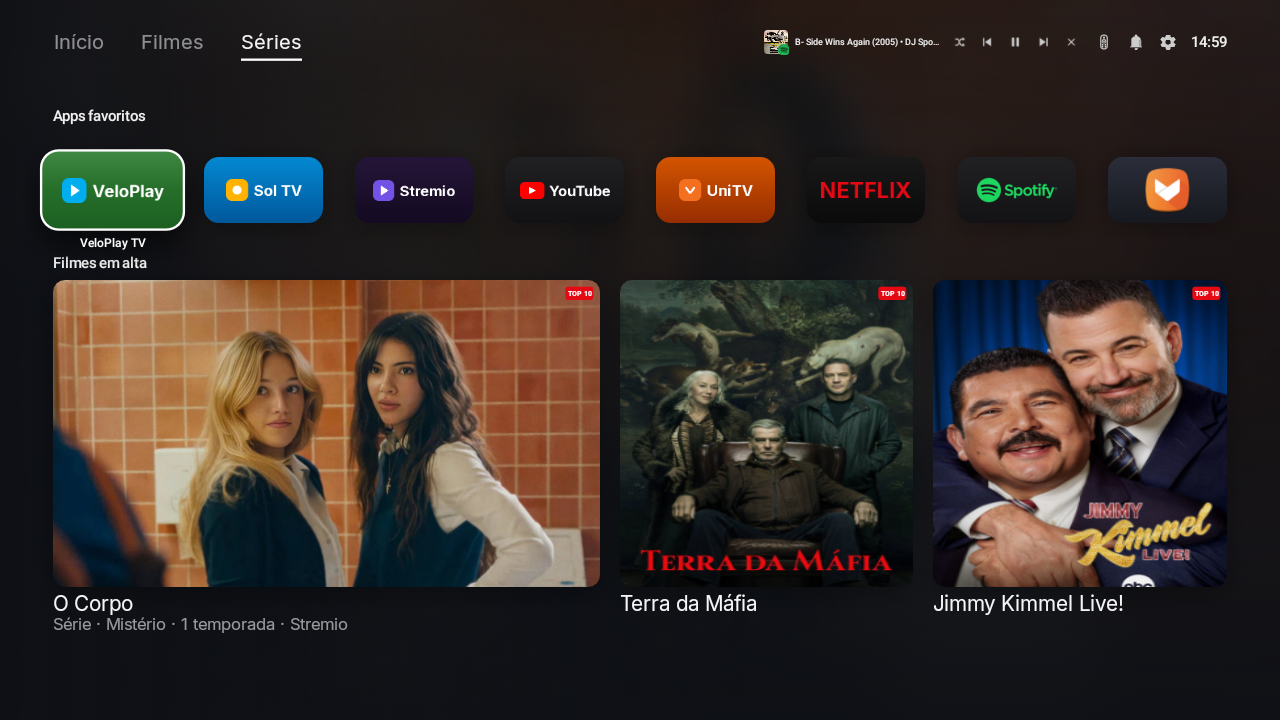 Início Filmes Séries
B- Side Wins Again (2005) • DJ Spo...
14:59
Apps favoritos
VeloPlay
Sol TV
Stremio
YouTube
UniTV
NETFLIX
Spotify
VeloPlay TV
Filmes em alta
TOP 10
TOP 10
TOP 10
TERRA DA MÁFIA
JIMMY
Kimmel
LIVE!
abc
O Corpo
Terra da Máfia
Jimmy Kimmel Live!
Série · Mistério · 1 temporada · Stremio